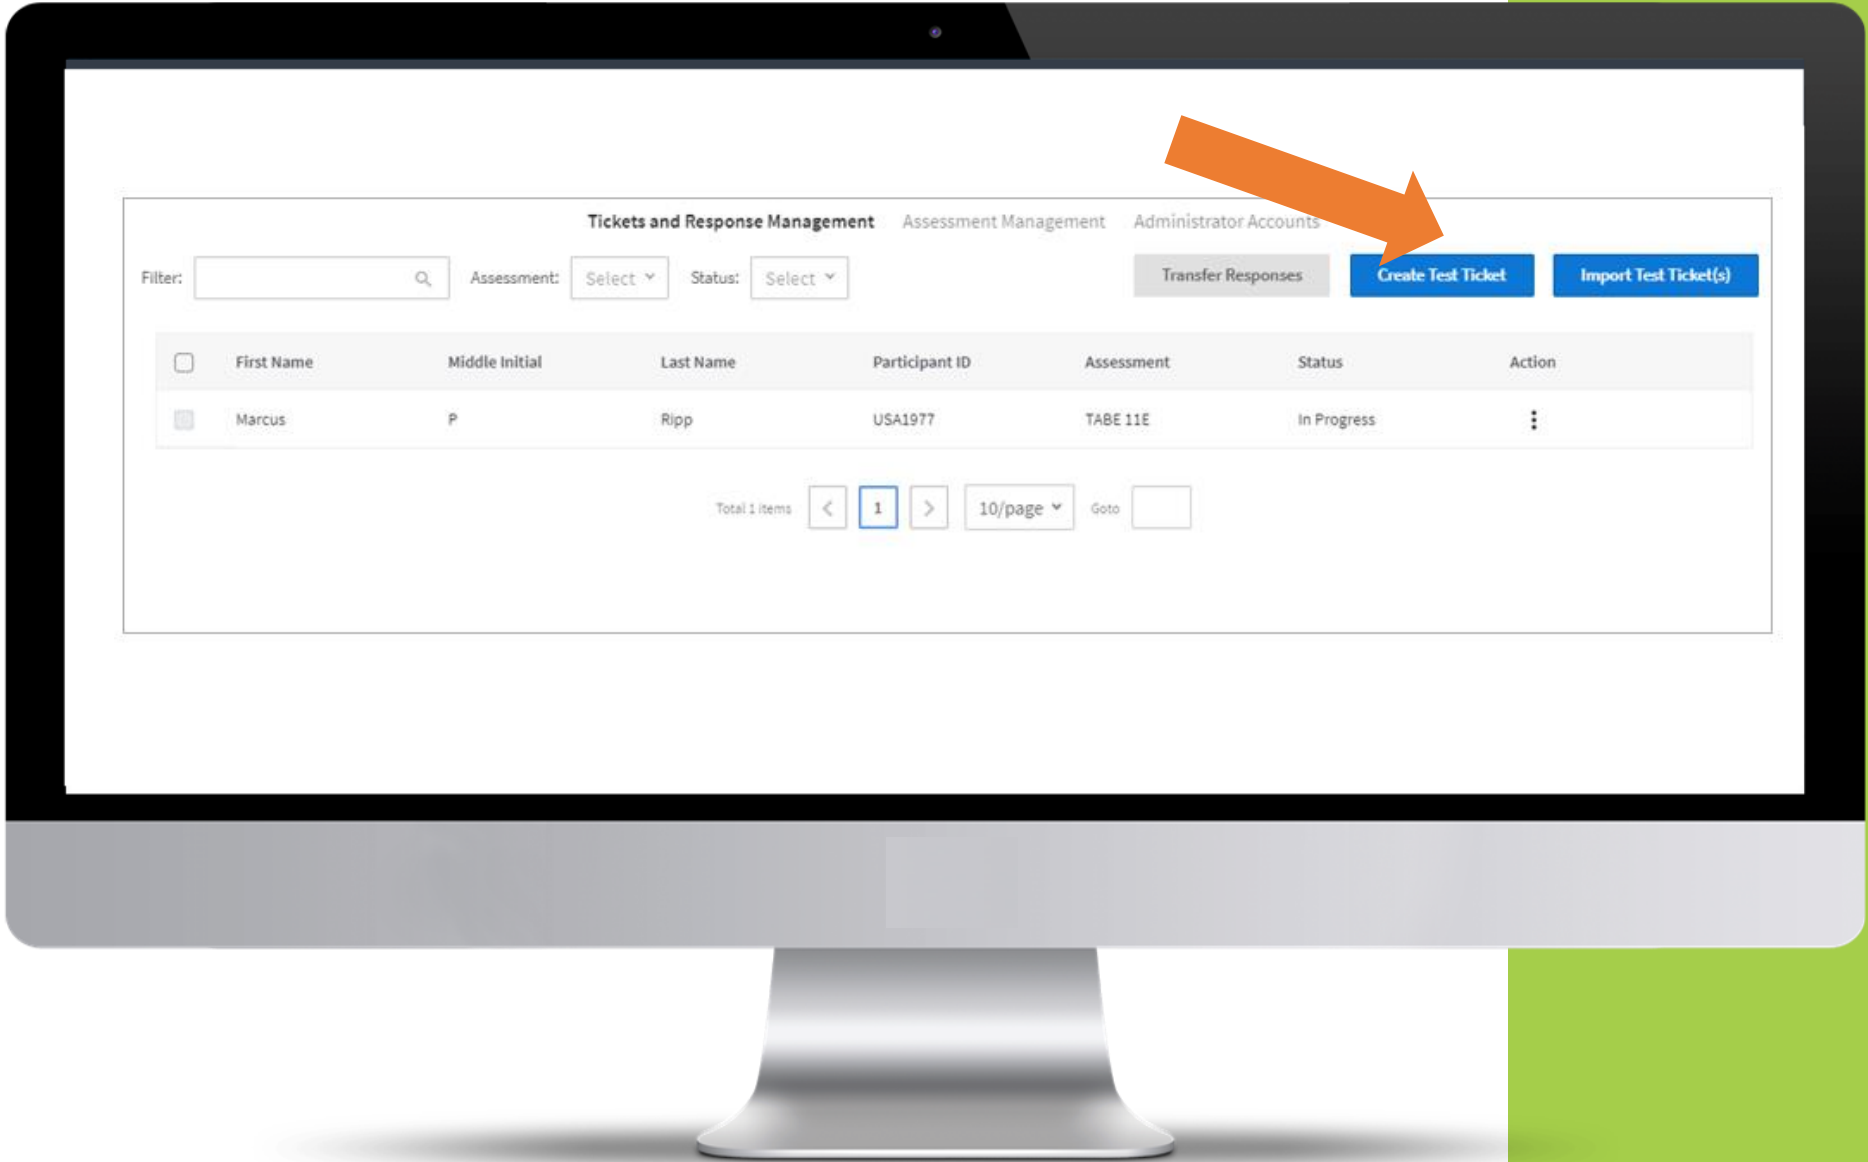 Tickets and Response Management Assessment Management Administrator Accounts
Filter: Assessment: Select Status: Select Transfer Responses Create Test Ticket Import Test Ticket(s)
First Name Middle Initial Last Name Participant ID Assessment Status Action
Marcus P Ripp USA1977 TABE 11E In Progress
Total 1 items 1 10/page Goto